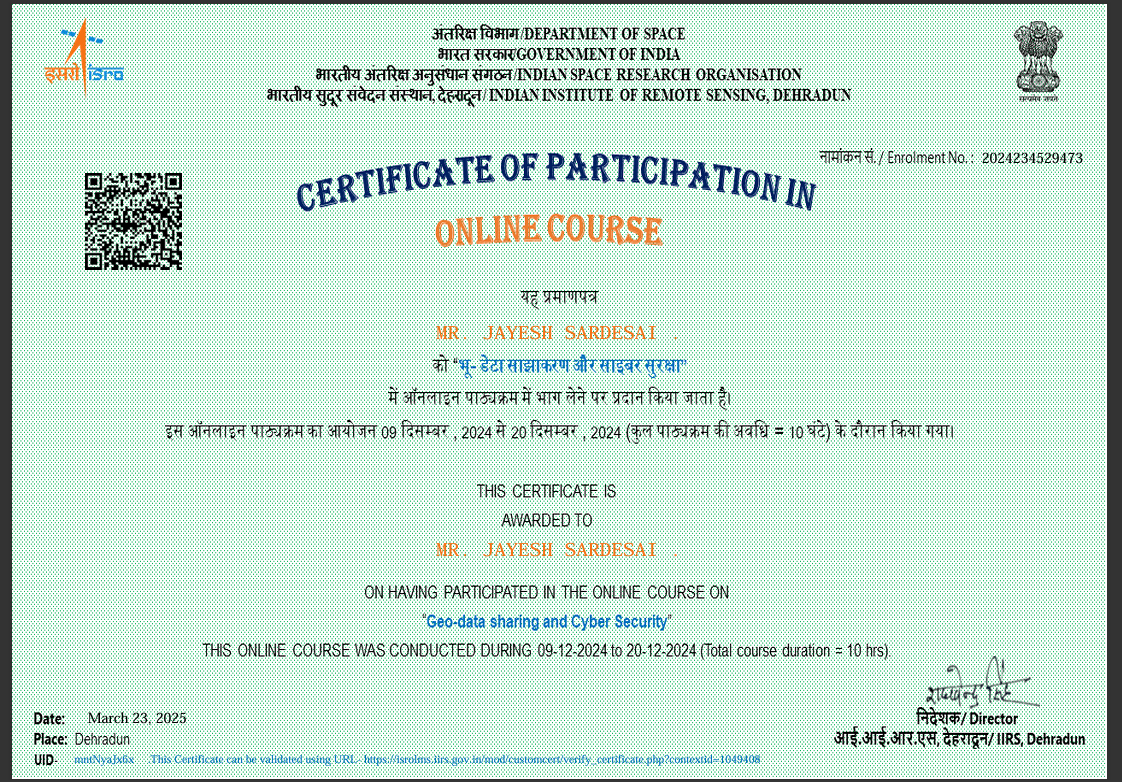 इसरो isro
अंतरिक्ष विभाग/DEPARTMENT OF SPACE
भारत सरकार/GOVERNMENT OF INDIA
भारतीय अंतरिक्ष अनुसंधान संगठन/INDIAN SPACE RESEARCH ORGANISATION
भारतीय सुदूर संवेदन संस्थान, देहरादून/ INDIAN INSTITUTE OF REMOTE SENSING, DEHRADUN
सत्यमेव जयते
नामांकन सं. / Enrolment No. : 2024234529473
CERTIFICATE OF PARTICIPATION IN
ONLINE COURSE
यह प्रमाणपत्र
MR. JAYESH SARDESAI .
को "भू- डेटा साझाकरण और साइबर सुरक्षा"
में ऑनलाइन पाठ्यक्रम में भाग लेने पर प्रदान किया जाता है।
इस ऑनलाइन पाठ्यक्रम का आयोजन 09 दिसम्बर , 2024 से 20 दिसम्बर , 2024 (कुल पाठ्यक्रम की अवधि = 10 घंटे) के दौरान किया गया।
THIS CERTIFICATE IS
AWARDED TO
MR. JAYESH SARDESAI .
ON HAVING PARTICIPATED IN THE ONLINE COURSE ON
"Geo-data sharing and Cyber Security"
THIS ONLINE COURSE WAS CONDUCTED DURING 09-12-2024 to 20-12-2024 (Total course duration = 10 hrs).
निदेशक/ Director
आई.आई.आर.एस, देहरादून/ IIRS, Dehradun
Date: March 23, 2025
Place: Dehradun
UID- mntNyaJx6x .This Certificate can be validated using URL- https://isrolms.iirs.gov.in/mod/customcert/verify_certificate.php?contextid=1049408